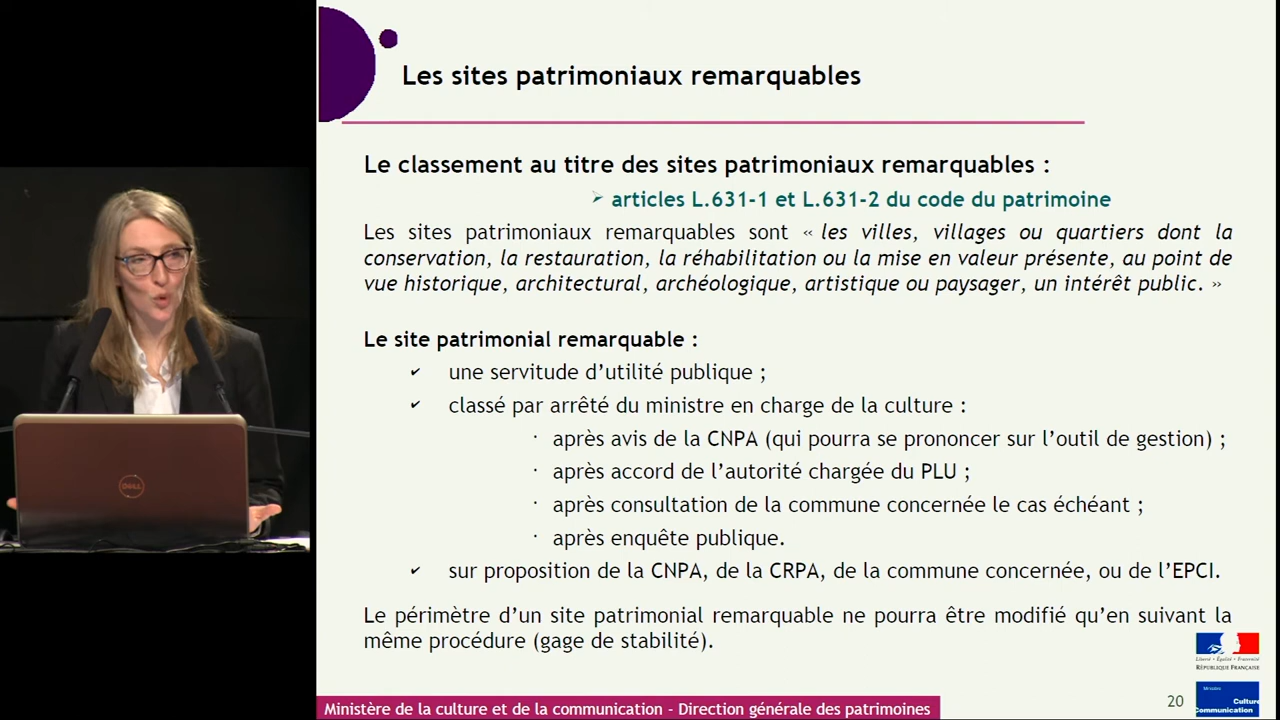 Les sites patrimoniaux remarquables
Le classement au titre des sites patrimoniaux remarquables :
➢ articles L.631-1 et L.631-2 du code du patrimoine
Les sites patrimoniaux remarquables sont « les villes, villages ou quartiers dont la
conservation, la restauration, la réhabilitation ou la mise en valeur présente, au point de
vue historique, architectural, archéologique, artistique ou paysager, un intérêt public. »
Le site patrimonial remarquable :
✔ une servitude d’utilité publique ;
✔ classé par arrêté du ministre en charge de la culture :
· après avis de la CNPA (qui pourra se prononcer sur l’outil de gestion) ;
· après accord de l’autorité chargée du PLU ;
· après consultation de la commune concernée le cas échéant ;
· après enquête publique.
✔ sur proposition de la CNPA, de la CRPA, de la commune concernée, ou de l’EPCI.
Le périmètre d’un site patrimonial remarquable ne pourra être modifié qu’en suivant la
même procédure (gage de stabilité).
DELL
Liberté • Égalité • Fraternité
RÉPUBLIQUE FRANÇAISE
Ministère
Culture
Communication
20
Ministère de la culture et de la communication - Direction générale des patrimoines